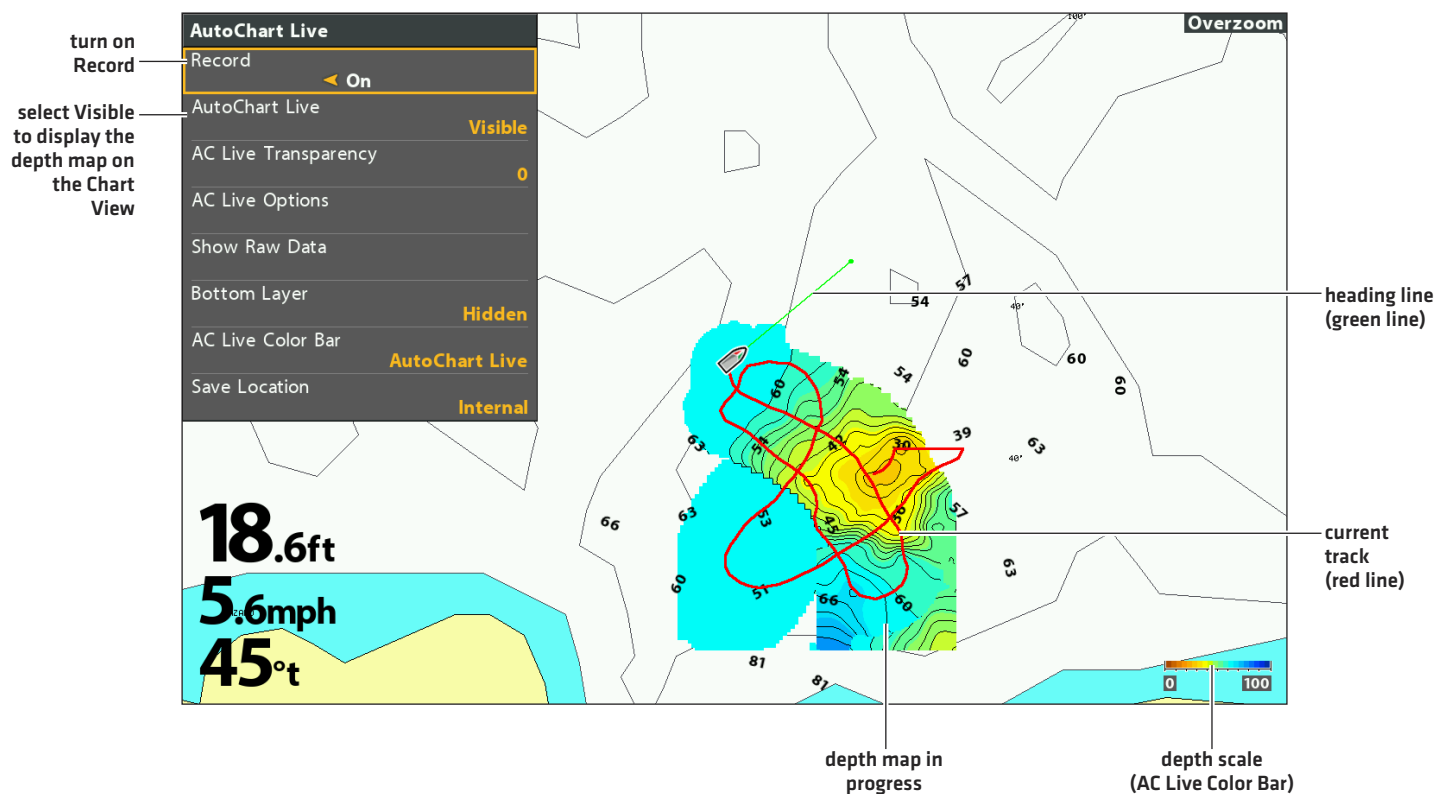 turn on
Record
select Visible
to display the
depth map on
the Chart
View
AutoChart Live
Record
On
AutoChart Live
Visible
AC Live Transparency
0
AC Live Options
Show Raw Data
Bottom Layer
Hidden
AC Live Color Bar
AutoChart Live
Save Location
Internal
100'
Overzoom
57
54
40'
heading line
(green line)
60
60
54
54
60
60
39
63
42
30
63
54
40'
57
63
53
45
56
66
current
track
(red line)
63
60
51
66
60
81
81
18.6ft
5.6mph
45°t
0
100
depth map in
progress
depth scale
(AC Live Color Bar)